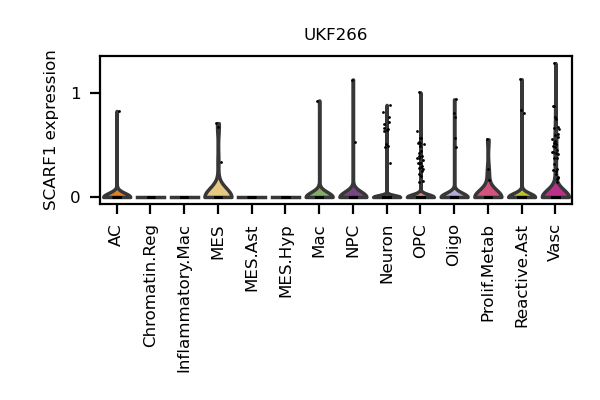 UKF266
SCARF1 expression
1
0
AC
Chromatin.Reg
Inflammatory.Mac
MES
MES.Ast
MES.Hyp
Mac
NPC
Neuron
OPC
Oligo
Prolif.Metab
Reactive.Ast
Vasc